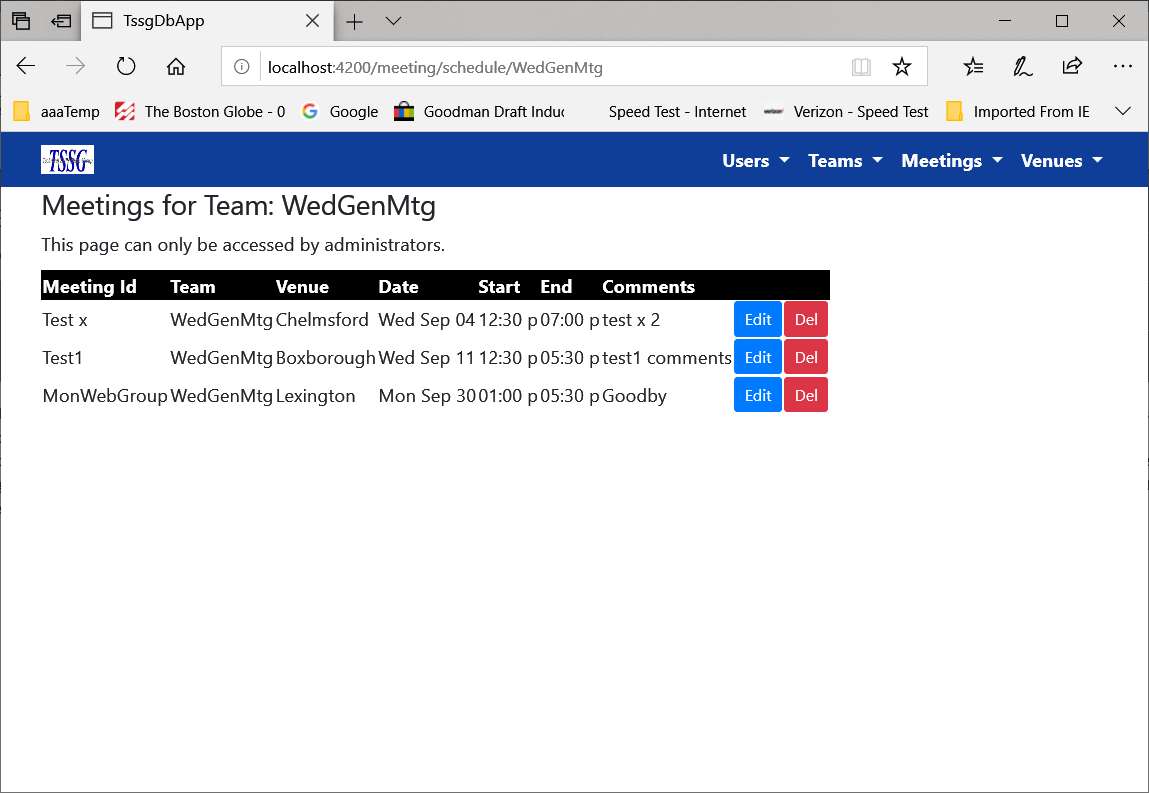 TssgDbApp
localhost:4200/meeting/schedule/WedGenMtg
aaaTemp The Boston Globe - 0 Google Goodman Draft Induc Speed Test - Internet Verizon - Speed Test Imported From IE
TSSG Users Teams Meetings Venues
Meetings for Team: WedGenMtg
This page can only be accessed by administrators.
Meeting Id Team Venue Date Start End Comments
Test x WedGenMtg Chelmsford Wed Sep 04 12:30 p 07:00 p test x 2 Edit Del
Test1 WedGenMtg Boxborough Wed Sep 11 12:30 p 05:30 p test1 comments Edit Del
MonWebGroup WedGenMtg Lexington Mon Sep 30 01:00 p 05:30 p Goodby Edit Del